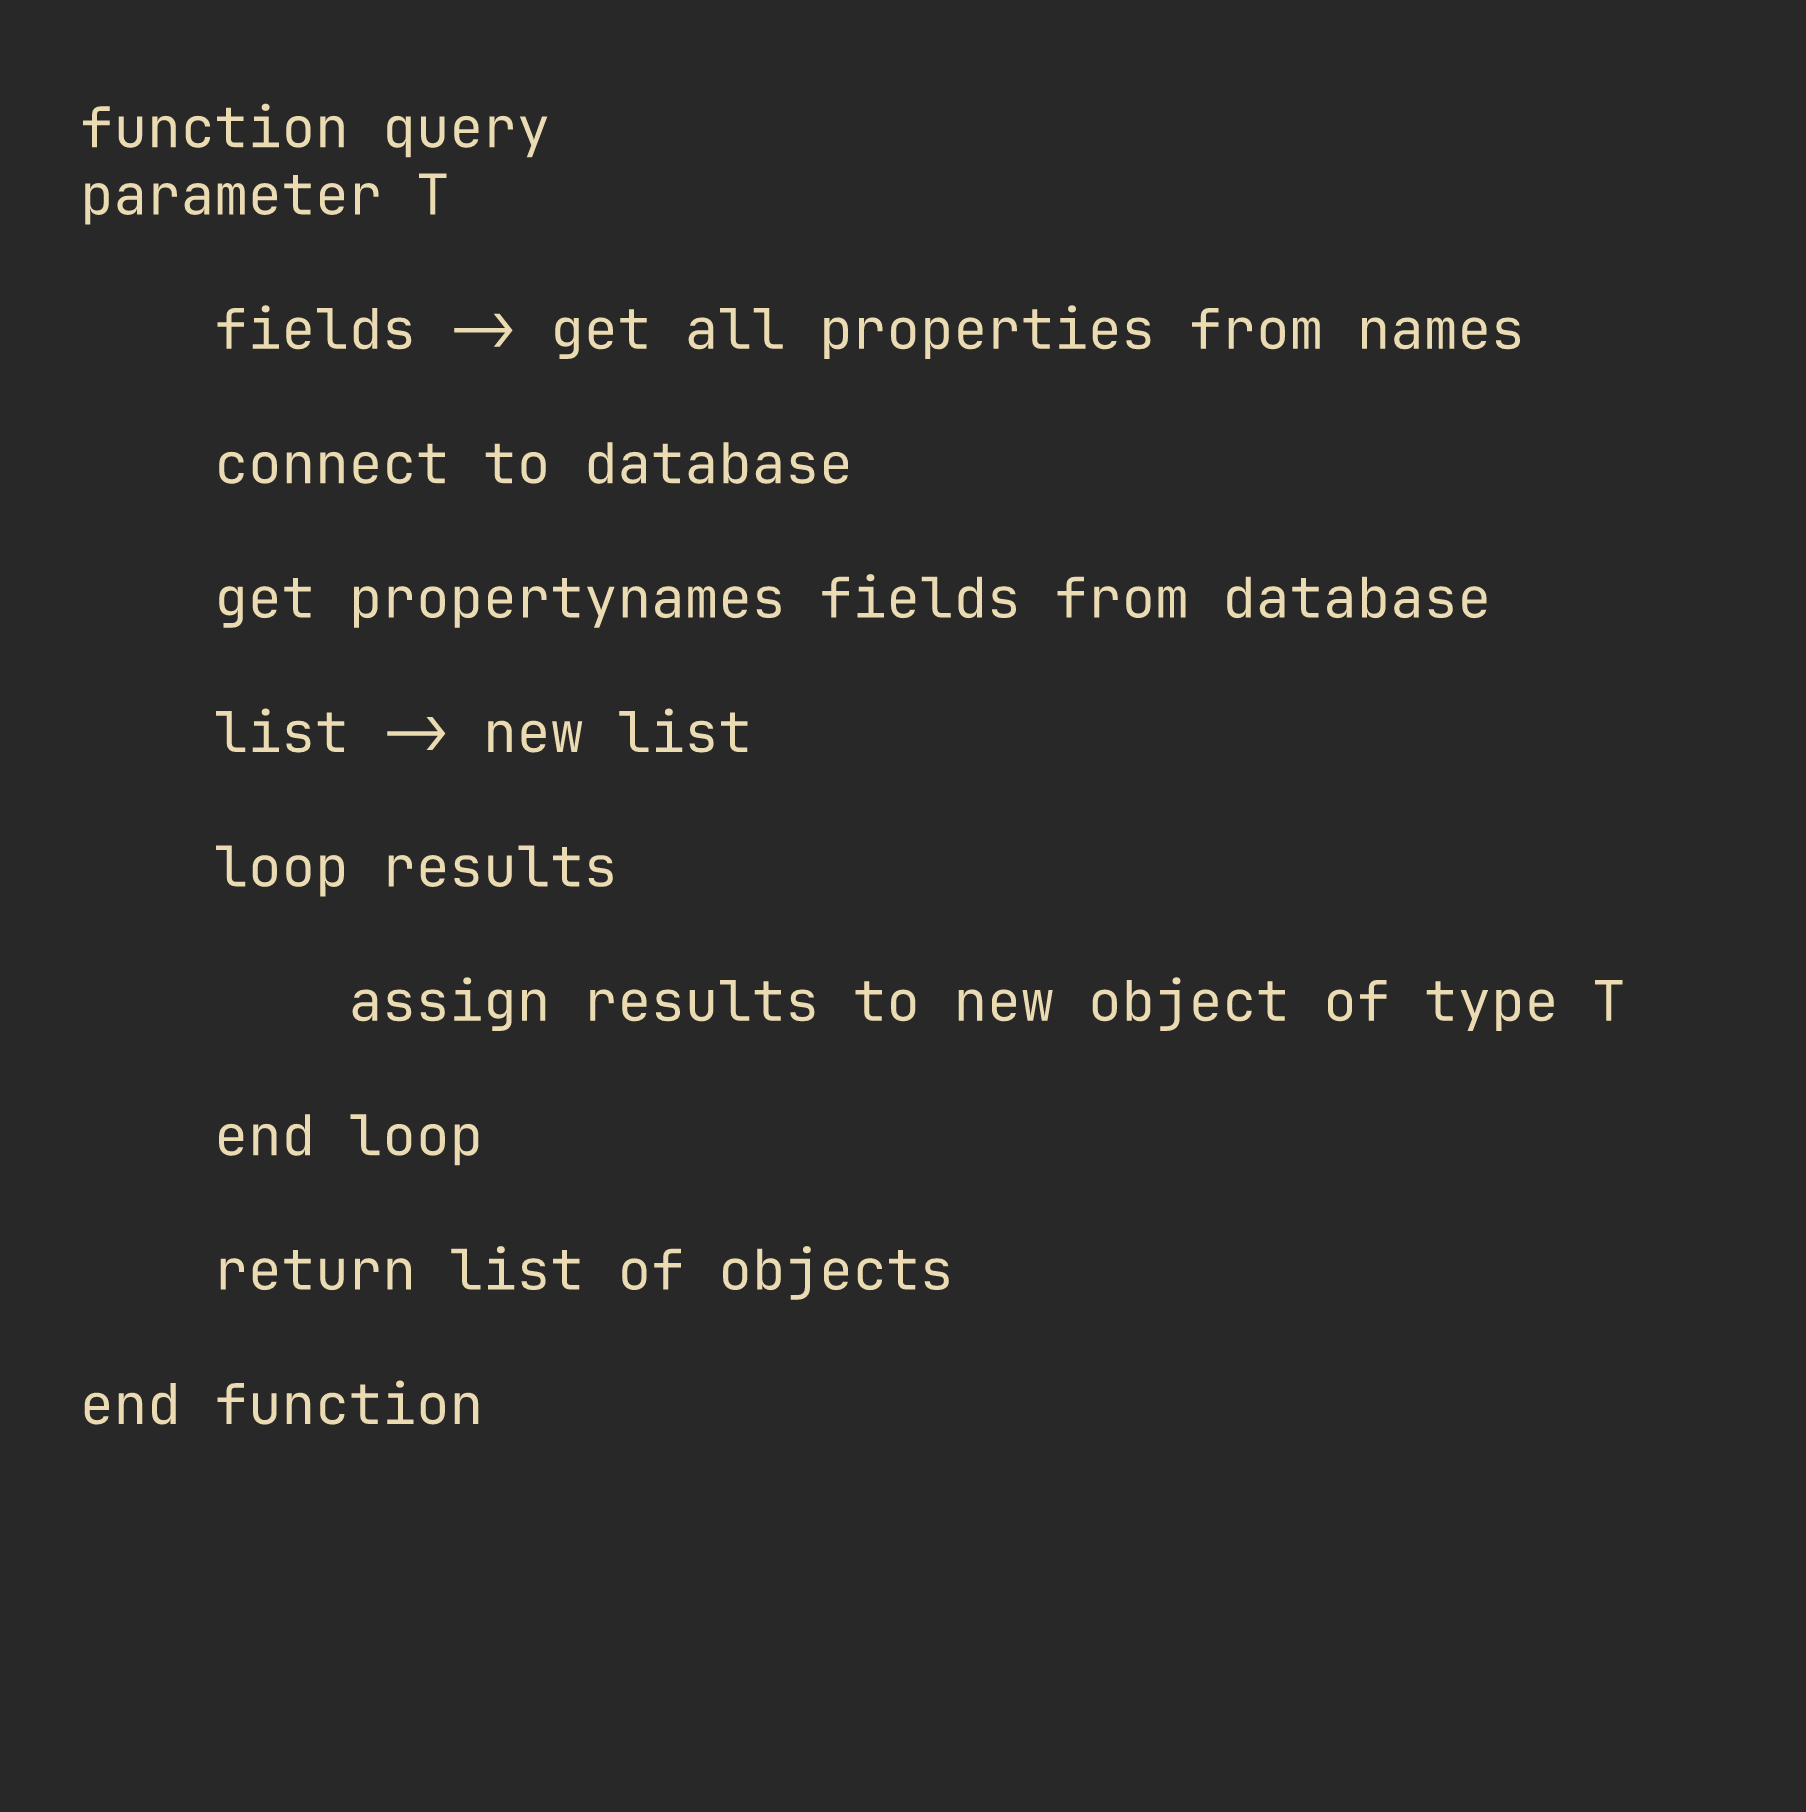 function query
parameter T
fields -> get all properties from names
connect to database
get propertynames fields from database
list -> new list
loop results
assign results to new object of type T
end loop
return list of objects
end function